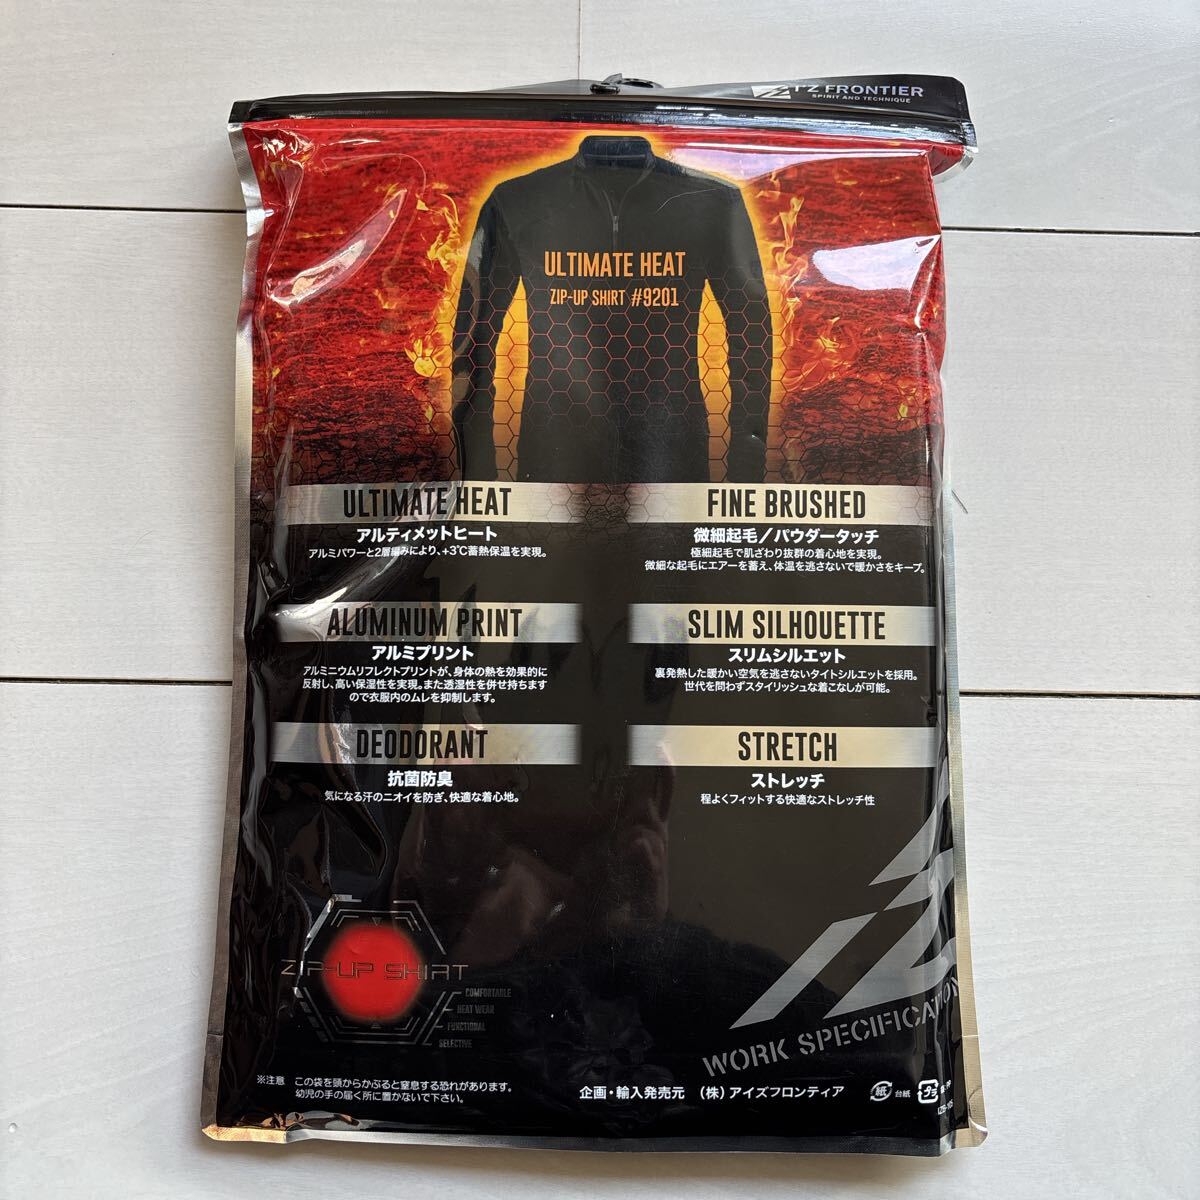 I'Z FRONTIER
SPIRIT AND TECHNIQUE
ULTIMATE HEAT
ZIP-UP SHIRT #9201
ULTIMATE HEAT
アルティメットヒート
アルミパワーと2層編みにより、+3℃蓄熱保温を実現。
FINE BRUSHED
微細起毛/パウダータッチ
極細起毛で肌ざわり抜群の着心地を実現。
微細な起毛にエアーを蓄え、体温を逃さないで暖かさをキープ。
ALUMINUM PRINT
アルミプリント
アルミニウムリフレクトプリントが、身体の熱を効果的に
反射し、高い保湿性を実現。また透湿性を併せ持ちます
ので衣服内のムレを抑制します。
SLIM SILHOUETTE
スリムシルエット
裏発熱した暖かい空気を逃さないタイトシルエットを採用。
世代を問わずスタイリッシュな着こなしが可能。
DEODORANT
抗菌防臭
気になる汗のニオイを防ぎ、快適な着心地。
STRETCH
ストレッチ
程よくフィットする快適なストレッチ性
ZIP-UP SHIRT
COMFORTABLE
HEAT WEAR
FUNCTIONAL
SELECTIVE
WORK SPECIFICATION
※注意 この袋を頭からかぶると窒息する恐れがあります。
幼児の手の届く所に置かないで下さい。
企画・輸入発売元 (株)アイズフロンティア
紙 台紙
プラ